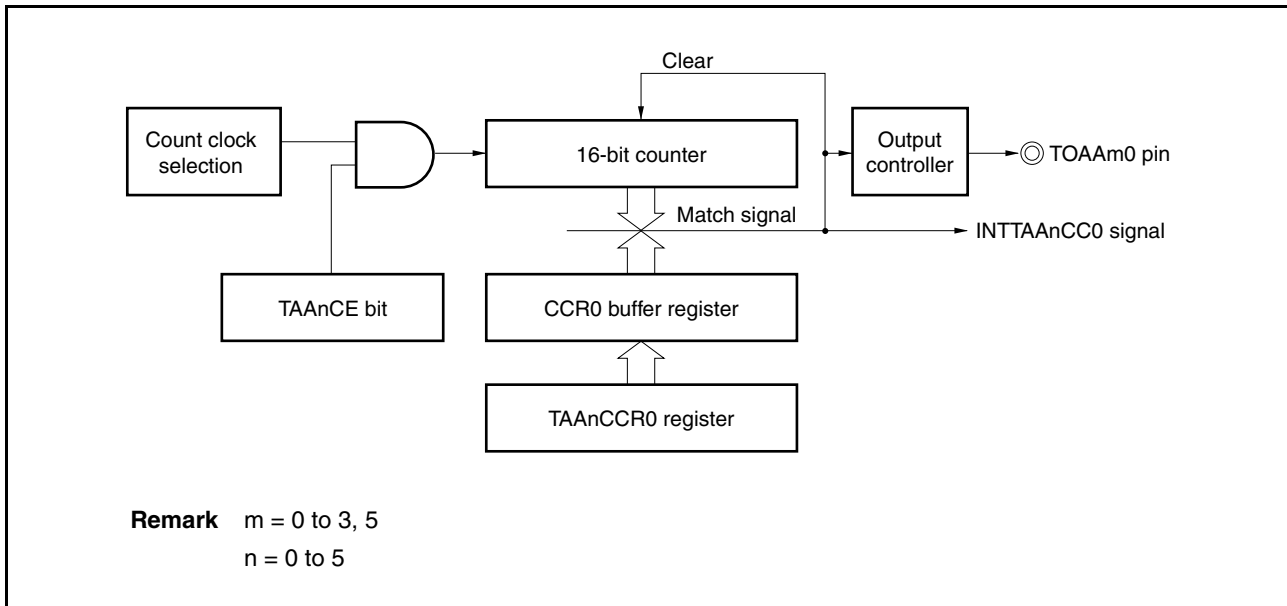 Clear
Count clock
selection
16-bit counter
Output
controller
TOAAm0 pin
Match signal
INTTAAnCC0 signal
TAAnCE bit
CCR0 buffer register
TAAnCCR0 register
Remark m = 0 to 3, 5
n = 0 to 5